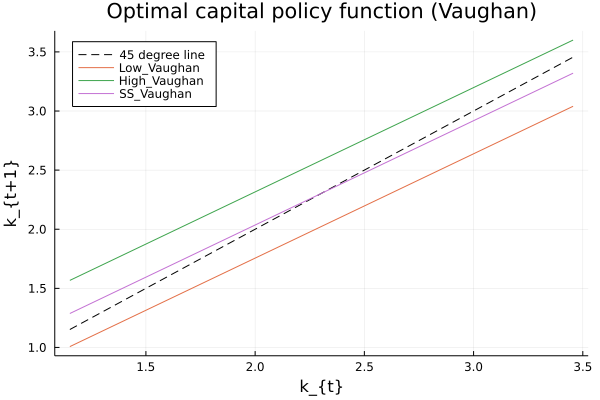 Optimal capital policy function (Vaughan)
45 degree line
Low_Vaughan
High_Vaughan
SS_Vaughan
k_{t+1}
3.5
3.0
2.5
2.0
1.5
1.0
1.5 2.0 2.5 3.0 3.5
k_{t}